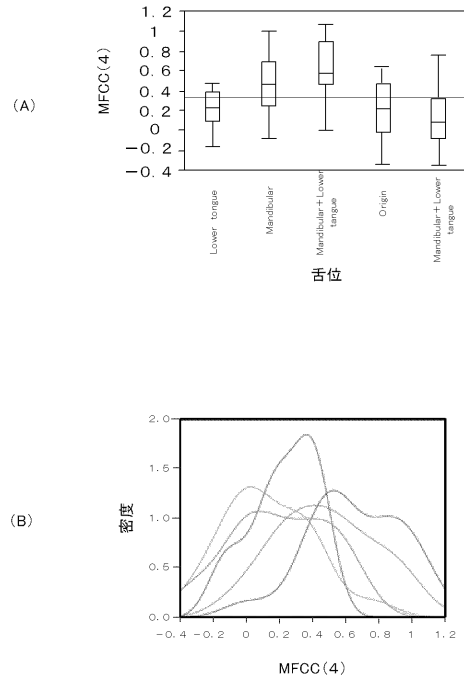 (A)
MFCC(4)
1.2
1
0.8
0.6
0.4
0.2
0
−0.2
−0.4
Lower tongue
Mandibular
Mandibular+Lower
tangue
Origin
Mandibular+Lower
tangue
舌位
(B)
密度
2.0
1.5
1.0
0.5
0.0
−0.4 −0.2 0 0.2 0.4 0.6 0.8 1 1.2
MFCC(4)